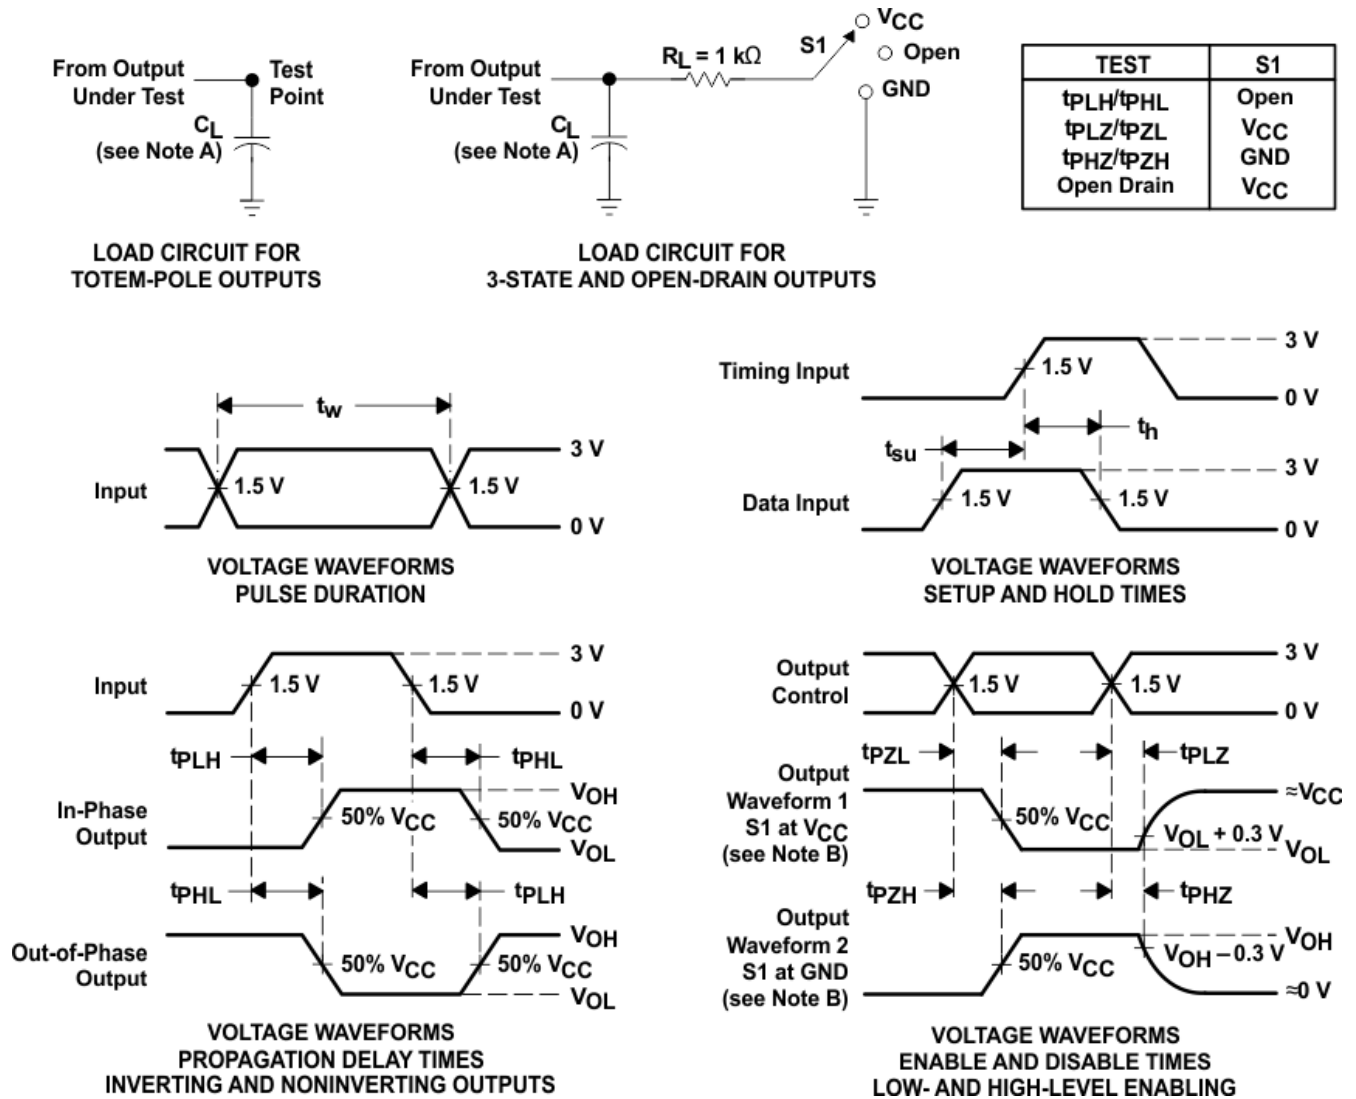 From Output
Under Test
Test
Point
CL
(see Note A)
LOAD CIRCUIT FOR
TOTEM-POLE OUTPUTS
From Output
Under Test
RL = 1 kΩ
S1
VCC
Open
GND
CL
(see Note A)
LOAD CIRCUIT FOR
3-STATE AND OPEN-DRAIN OUTPUTS
TEST S1
tPLH/tPHL Open
tPLZ/tPZL VCC
tPHZ/tPZH GND
Open Drain VCC
tw
Input
1.5 V
1.5 V
3 V
0 V
VOLTAGE WAVEFORMS
PULSE DURATION
Timing Input
1.5 V
3 V
0 V
tsu
th
Data Input
1.5 V
1.5 V
3 V
0 V
VOLTAGE WAVEFORMS
SETUP AND HOLD TIMES
Input
1.5 V
1.5 V
3 V
0 V
tPLH
tPHL
In-Phase
Output
50% VCC
50% VCC
VOH
VOL
tPHL
tPLH
Out-of-Phase
Output
50% VCC
50% VCC
VOH
VOL
VOLTAGE WAVEFORMS
PROPAGATION DELAY TIMES
INVERTING AND NONINVERTING OUTPUTS
Output
Control
1.5 V
1.5 V
3 V
0 V
tPZL
tPLZ
Output
Waveform 1
S1 at VCC
(see Note B)
50% VCC
VOL + 0.3 V
≈VCC
VOL
tPZH
tPHZ
Output
Waveform 2
S1 at GND
(see Note B)
50% VCC
VOH – 0.3 V
VOH
≈0 V
VOLTAGE WAVEFORMS
ENABLE AND DISABLE TIMES
LOW- AND HIGH-LEVEL ENABLING